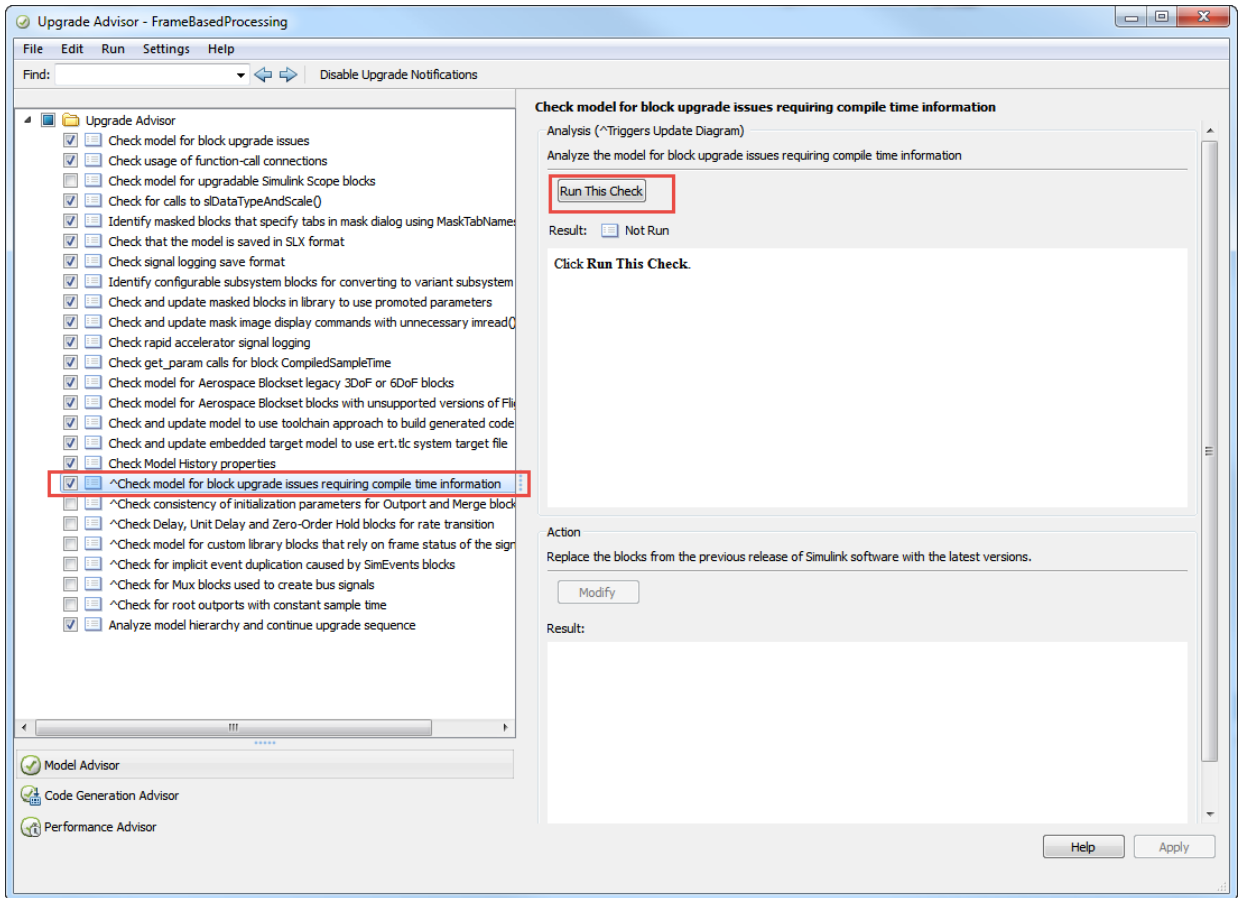 Upgrade Advisor - FrameBasedProcessing
File Edit Run Settings Help
Find: Disable Upgrade Notifications
Upgrade Advisor
Check model for block upgrade issues
Check usage of function-call connections
Check model for upgradable Simulink Scope blocks
Check for calls to slDataTypeAndScale()
Identify masked blocks that specify tabs in mask dialog using MaskTabNames
Check that the model is saved in SLX format
Check signal logging save format
Identify configurable subsystem blocks for converting to variant subsystem
Check and update masked blocks in library to use promoted parameters
Check and update mask image display commands with unnecessary imread()
Check rapid accelerator signal logging
Check get_param calls for block CompiledSampleTime
Check model for Aerospace Blockset legacy 3DoF or 6DoF blocks
Check model for Aerospace Blockset blocks with unsupported versions of Fli
Check and update model to use toolchain approach to build generated code
Check and update embedded target model to use ert.tlc system target file
Check Model History properties
^Check model for block upgrade issues requiring compile time information
^Check consistency of initialization parameters for Outport and Merge block
^Check Delay, Unit Delay and Zero-Order Hold blocks for rate transition
^Check model for custom library blocks that rely on frame status of the sign
^Check for implicit event duplication caused by SimEvents blocks
^Check for Mux blocks used to create bus signals
^Check for root outports with constant sample time
Analyze model hierarchy and continue upgrade sequence
Model Advisor
Code Generation Advisor
Performance Advisor
Check model for block upgrade issues requiring compile time information
Analysis (^Triggers Update Diagram)
Analyze the model for block upgrade issues requiring compile time information
Run This Check
Result: Not Run
Click Run This Check.
Action
Replace the blocks from the previous release of Simulink software with the latest versions.
Modify
Result:
Help Apply